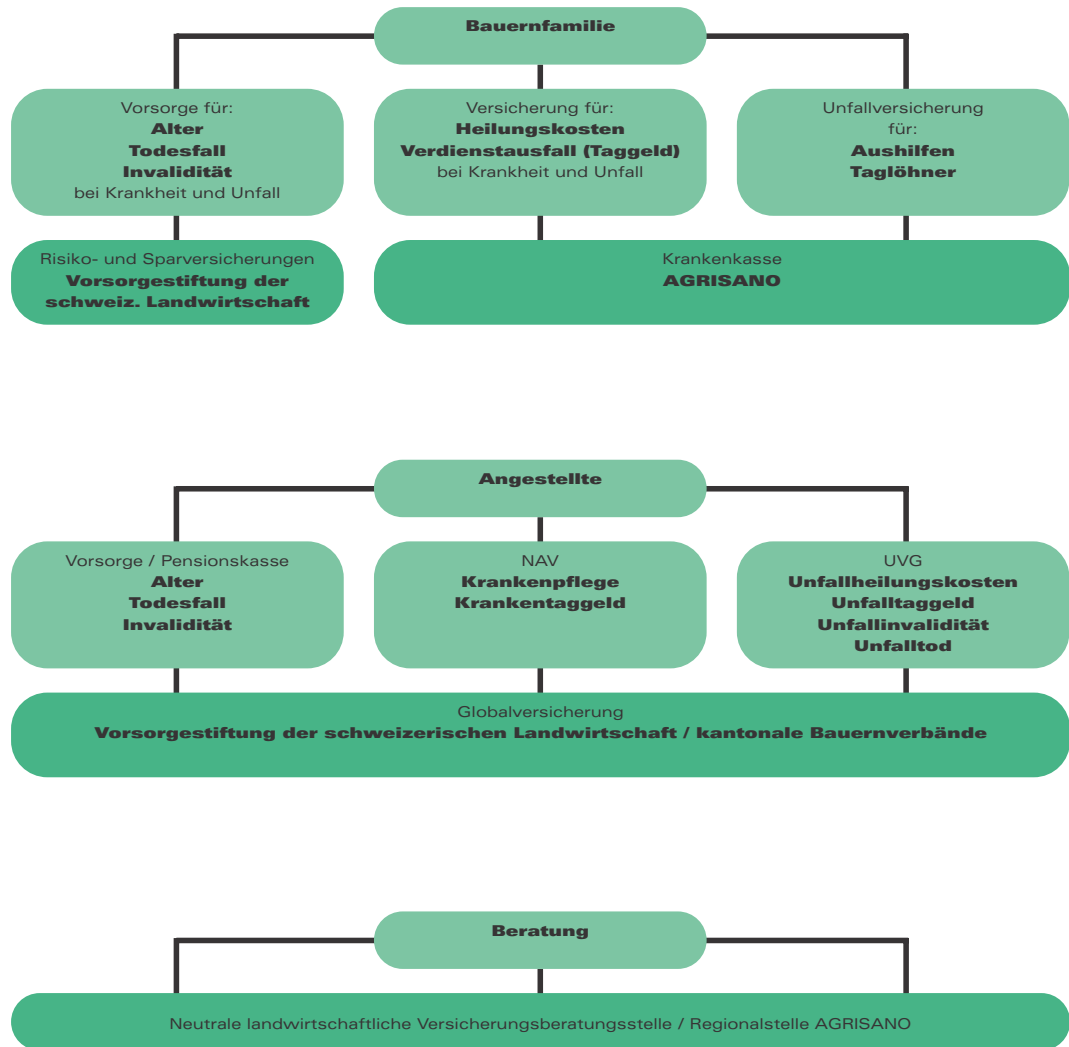 Bauernfamilie
Vorsorge für:
Alter
Todesfall
Invalidität
bei Krankheit und Unfall
Versicherung für:
Heilungskosten
Verdienstausfall (Taggeld)
bei Krankheit und Unfall
Unfallversicherung
für:
Aushilfen
Taglöhner
Risiko- und Sparversicherungen
Vorsorgestiftung der
schweiz. Landwirtschaft
Krankenkasse
AGRISANO
Angestellte
Vorsorge / Pensionskasse
Alter
Todesfall
Invalidität
NAV
Krankenpflege
Krankentaggeld
UVG
Unfallheilungskosten
Unfalltaggeld
Unfallinvalidität
Unfalltod
Globalversicherung
Vorsorgestiftung der schweizerischen Landwirtschaft / kantonale Bauernverbände
Beratung
Neutrale landwirtschaftliche Versicherungsberatungsstelle / Regionalstelle AGRISANO